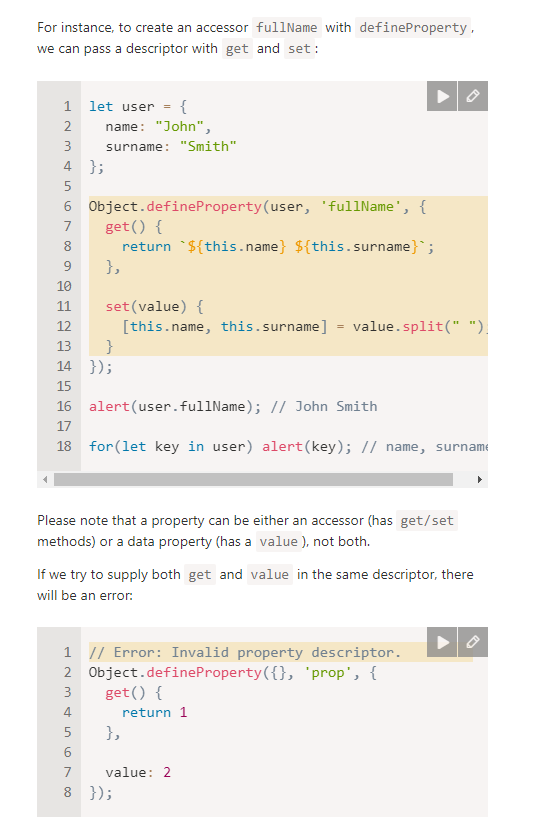 For instance, to create an accessor fullName with defineProperty,
we can pass a descriptor with get and set:
1 let user = {
2   name: "John",
3   surname: "Smith"
4 };
5
6 Object.defineProperty(user, 'fullName', {
7   get() {
8     return `${this.name} ${this.surname}`;
9   },
10
11   set(value) {
12     [this.name, this.surname] = value.split(" ");
13   }
14 });
15
16 alert(user.fullName); // John Smith
17
18 for(let key in user) alert(key); // name, surname
Please note that a property can be either an accessor (has get/set
methods) or a data property (has a value), not both.
If we try to supply both get and value in the same descriptor, there
will be an error:
1 // Error: Invalid property descriptor.
2 Object.defineProperty({}, 'prop', {
3   get() {
4     return 1
5   },
6
7   value: 2
8 });